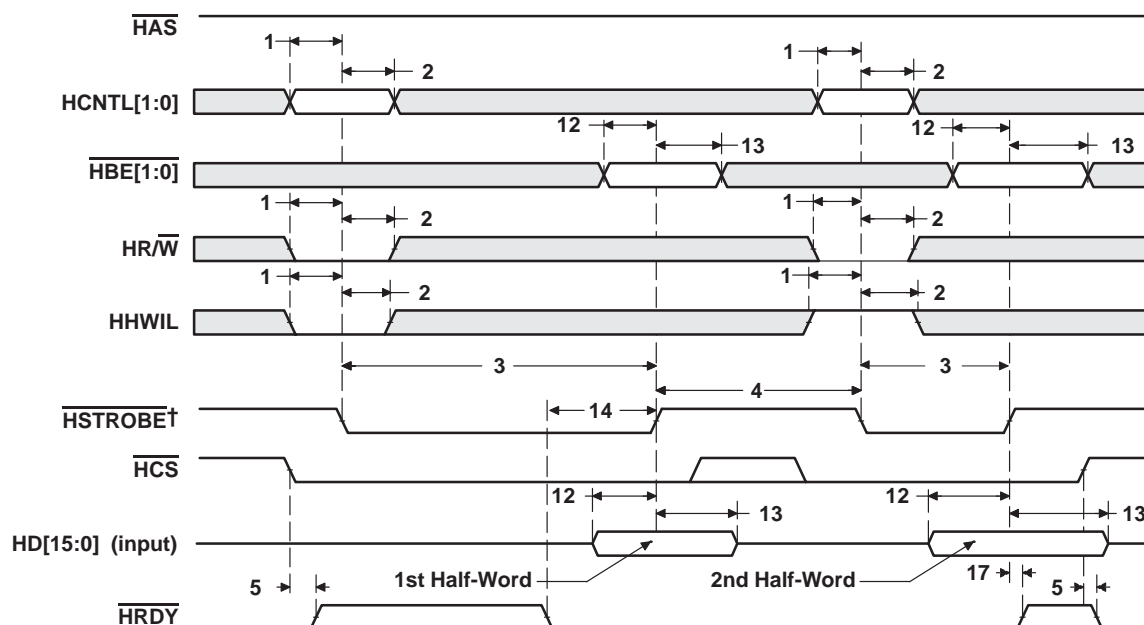 HAS
1
1
2
2
HCNTL[1:0]
12
12
13
13
HBE[1:0]
1
1
2
2
HR/W
1
1
2
2
HHWIL
3
3
4
14
HSTROBE†
HCS
12
12
13
13
HD[15:0] (input)
1st Half-Word
2nd Half-Word
17
5
5
HRDY